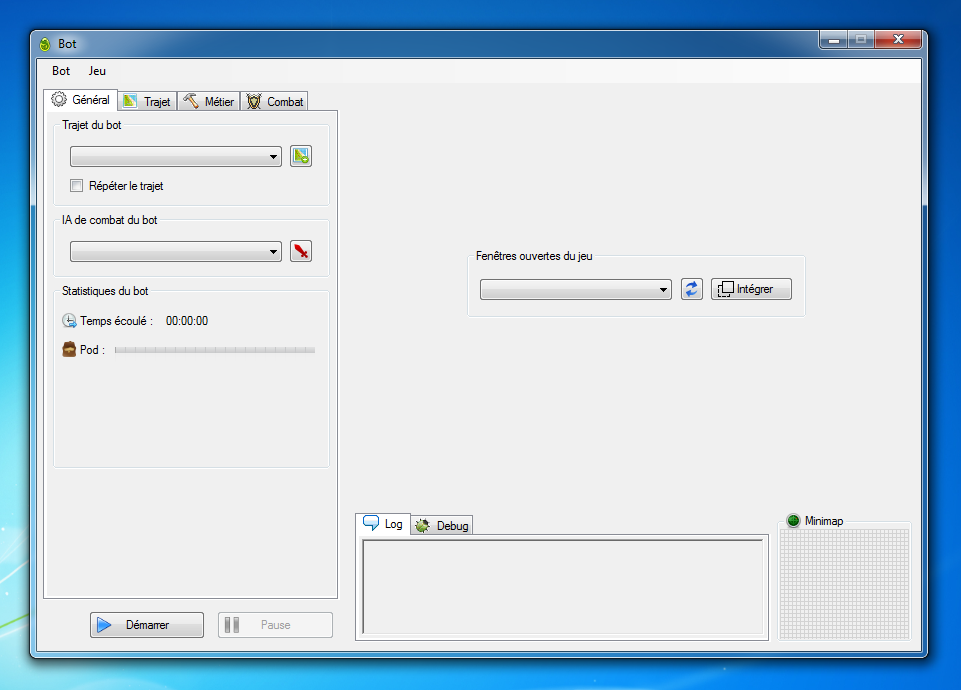 Bot
Bot Jeu
Général Trajet Métier Combat
Trajet du bot
Répéter le trajet
IA de combat du bot
Statistiques du bot
Temps écoulé : 00:00:00
Pod :
Démarrer Pause
Fenêtres ouvertes du jeu
Intégrer
Log Debug
Minimap